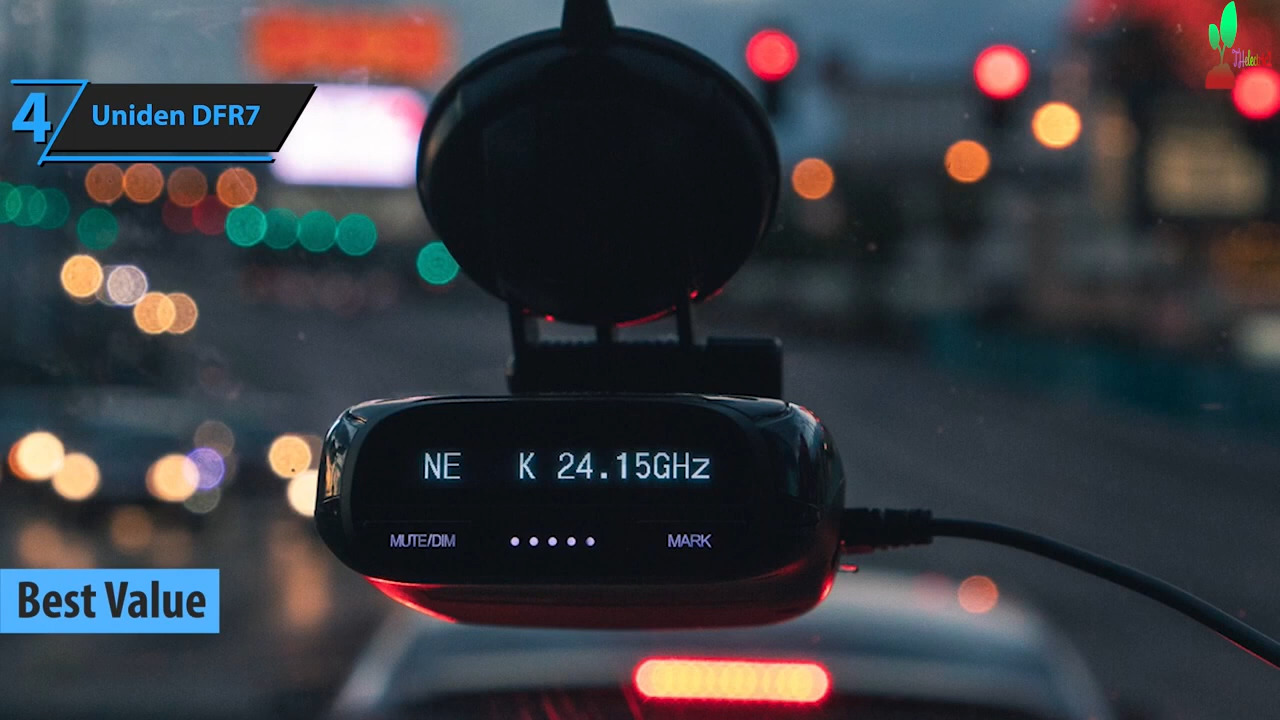 4 Uniden DFR7
NE K 24.15GHz
MUTE/DIM MARK
Best Value